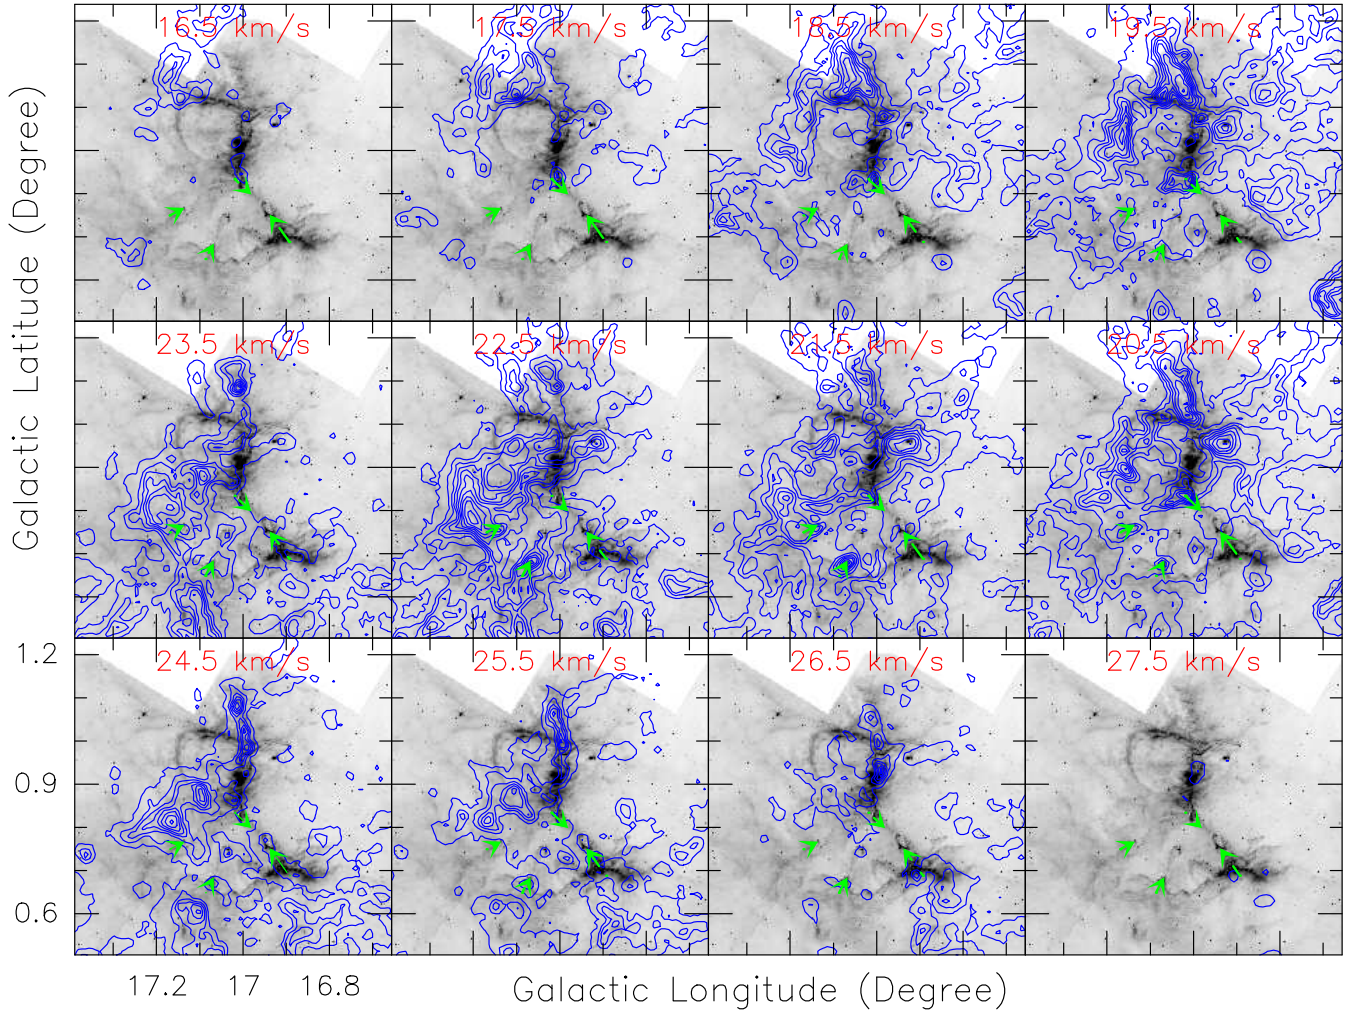 16.5 km/s
17.5 km/s
18.5 km/s
19.5 km/s
23.5 km/s
22.5 km/s
21.5 km/s
20.5 km/s
24.5 km/s
25.5 km/s
26.5 km/s
27.5 km/s
Galactic Latitude (Degree)
1.2
0.9
0.6
17.2 17 16.8
Galactic Longitude (Degree)